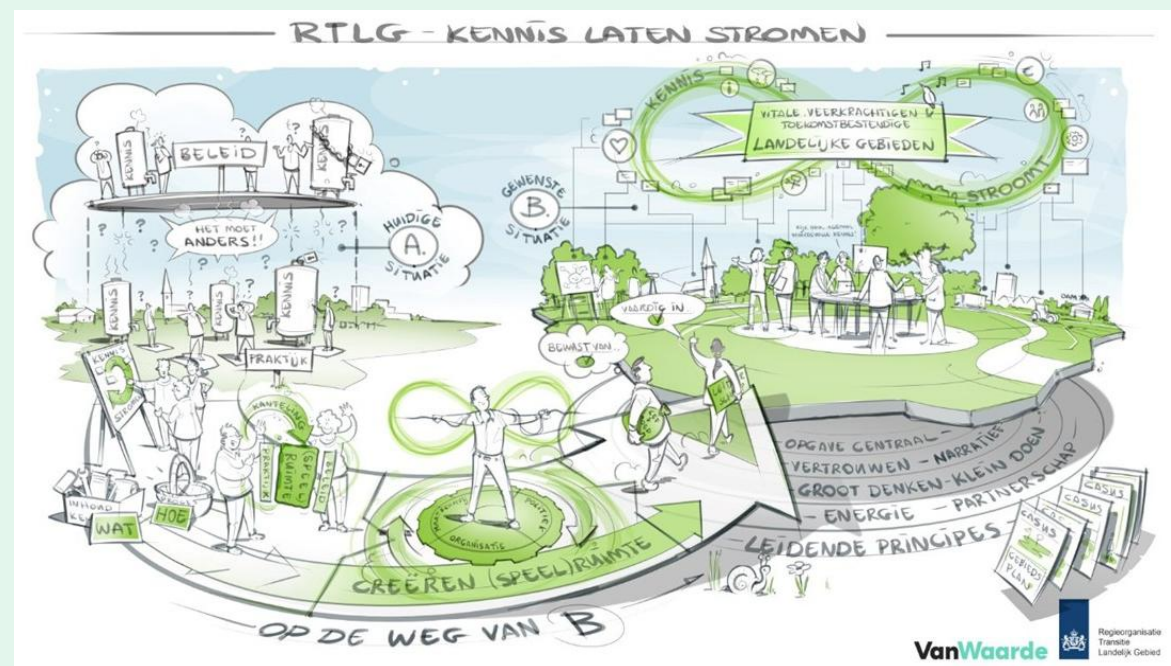 RTLG - KENNIS LATEN STROMEN
KENNIS
BELEID
KENNIS
HET MOET
ANDERS!!
HUIDIGE
A.
SITUATIE
KENNIS
KENNIS
KENNIS
PRAKTIJK
GEWENSTE
B.
SITUATIE
KENNIS
STROOMT
VITALE, VEERKRACHTIGEN &
TOEKOMSTBESTENDIGE
LANDELIJKE GEBIEDEN
VAARDIG IN
BEWUST VAN..
KENNIS
STROMEN
KANTELING
PRAKTIJK
(SPEEL)
RUIMTE
BELEID
INHOUD
WAT
HOE
ORGANISATIE
CREËREN (SPEEL)RUIMTE
OP DE WEG VAN B
OPGAVE CENTRAAL -
VERTROUWEN - NARRATIEF
GROOT DENKEN - KLEIN DOEN
- ENERGIE - PARTNERSCHAP
LEIDENDE PRINCIPES
CASUS
CASUS
CASUS
CASUS
GEBIEDS
PLAN
VanWaarde
Regieorganisatie
Transitie
Landelijk Gebied